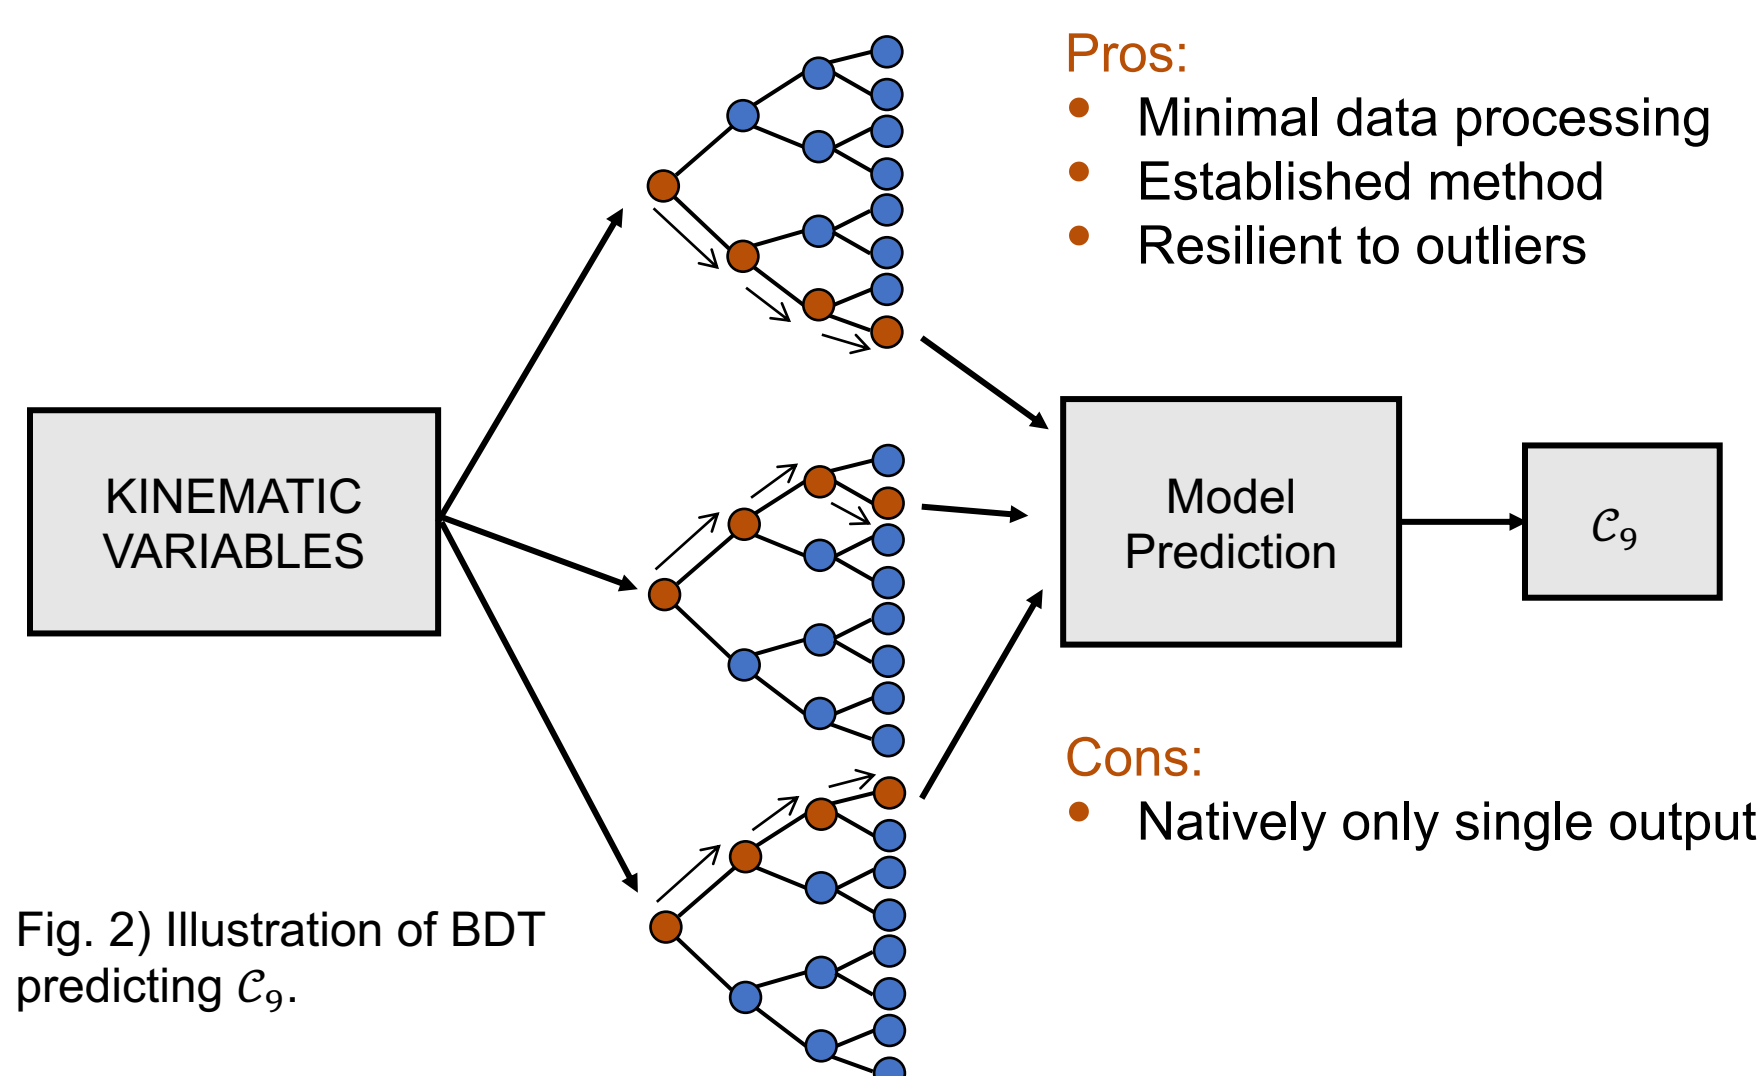 Pros:
• Minimal data processing
• Established method
• Resilient to outliers
KINEMATIC
VARIABLES
Model
Prediction
𝒞₉
Cons:
• Natively only single output
Fig. 2) Illustration of BDT
predicting 𝒞₉.